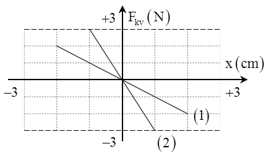 +3 F_kv (N)
x (cm)
−3 +3
(1)
−3 (2)